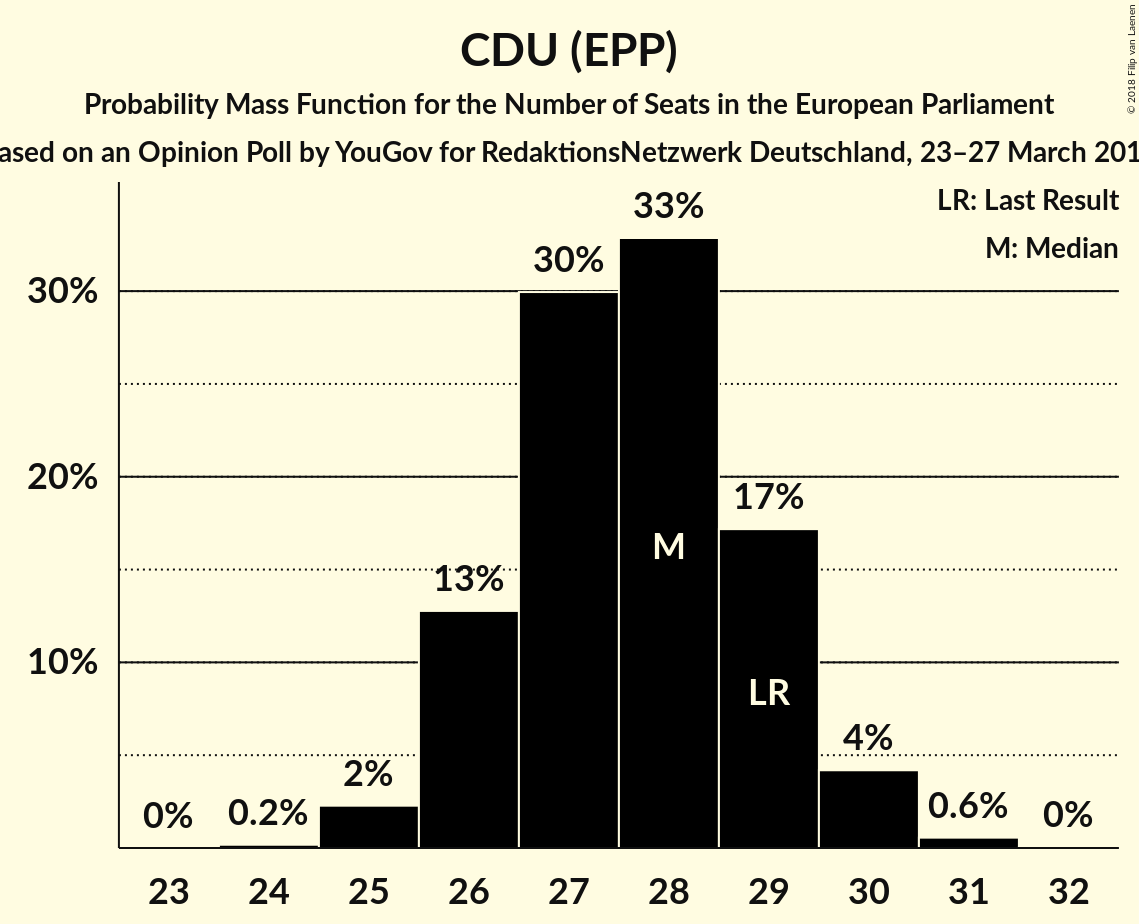 CDU (EPP)
Probability Mass Function for the Number of Seats in the European Parliament
ased on an Opinion Poll by YouGov for RedaktionsNetzwerk Deutschland, 23–27 March 201
© 2018 Filip van Laenen
LR: Last Result
M: Median
33%
30%
30%
20%
17%
M
13%
10%
LR
4%
2%
0.6%
0.2%
0%
0%
23 24 25 26 27 28 29 30 31 32